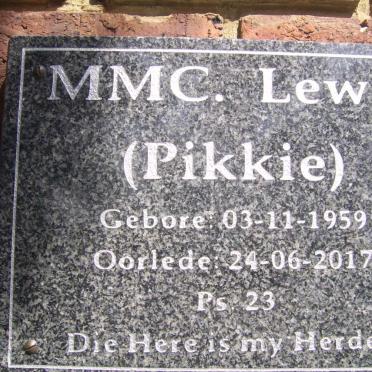 MMC. Lew
(Pikkie)
Gebore: 03-11-1959
Oorlede: 24-06-2017
Ps. 23
Die Here is my Herde